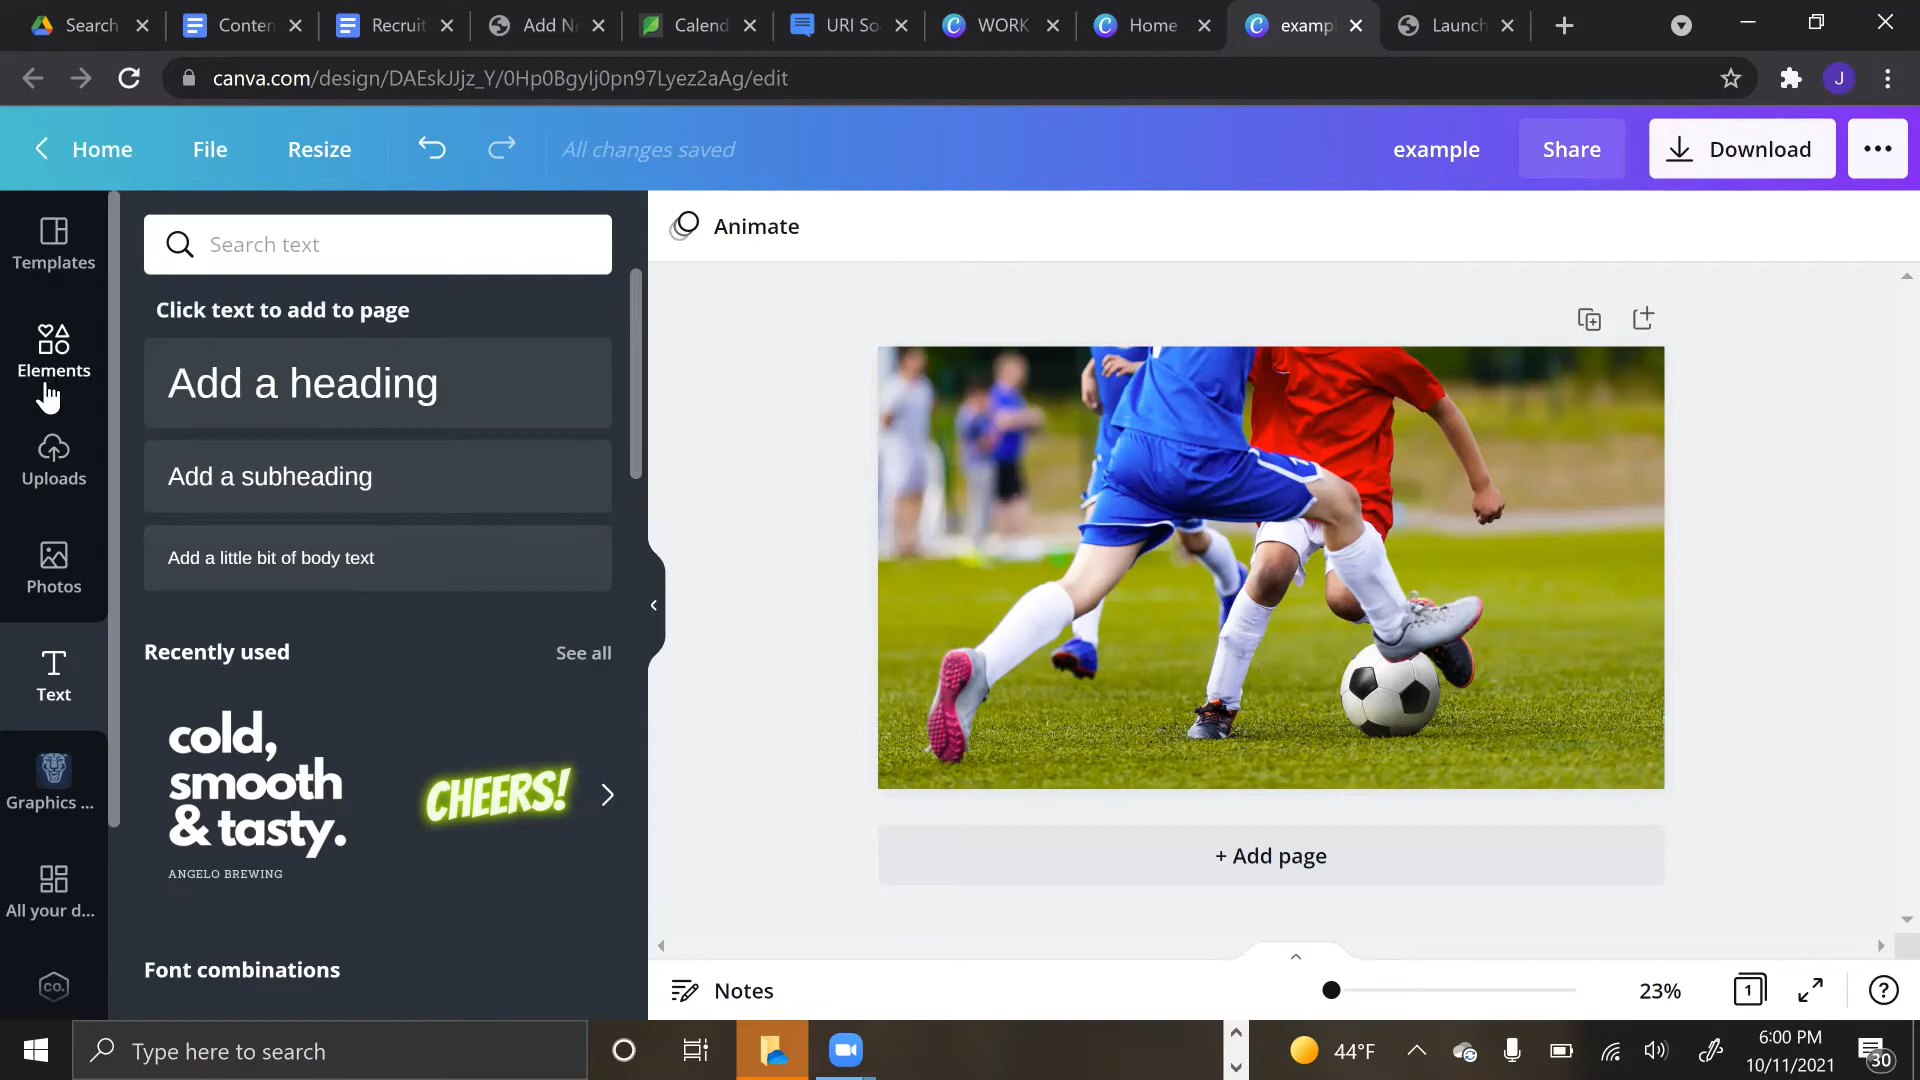 Search
Conten
Recruit
Add No
Calend
URI So
WORK
Home
examp
Launch
canva.com/design/DAEskJJjz_Y/0Hp0BgyIj0pn97Lyez2aAg/edit
J
Home
File
Resize
All changes saved
example
Share
Download
Templates
Elements
Uploads
Photos
Text
Graphics ...
All your d...
co.
Search text
Click text to add to page
Add a heading
Add a subheading
Add a little bit of body text
Recently used
See all
cold,
smooth
& tasty.
ANGELO BREWING
CHEERS!
Font combinations
Animate
+ Add page
Notes
23%
1
?
Type here to search
44°F
6:00 PM
10/11/2021
30